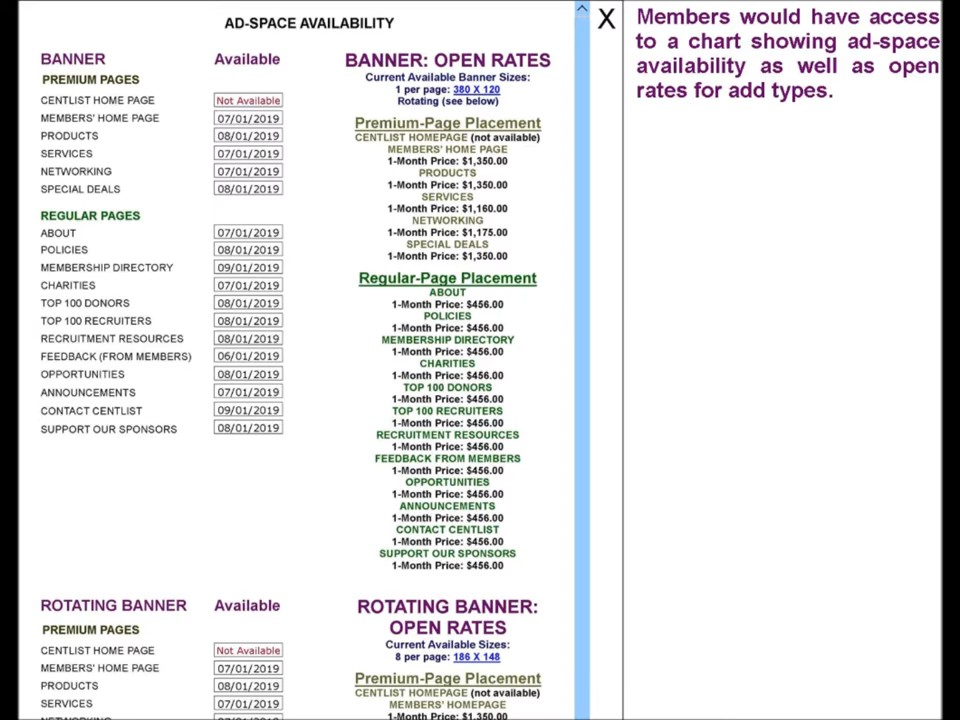 AD-SPACE AVAILABILITY
BANNER Available
PREMIUM PAGES
CENTLIST HOME PAGE Not Available
MEMBERS' HOME PAGE 07/01/2019
PRODUCTS 08/01/2019
SERVICES 07/01/2019
NETWORKING 07/01/2019
SPECIAL DEALS 08/01/2019
REGULAR PAGES
ABOUT 07/01/2019
POLICIES 08/01/2019
MEMBERSHIP DIRECTORY 09/01/2019
CHARITIES 07/01/2019
TOP 100 DONORS 08/01/2019
TOP 100 RECRUITERS 08/01/2019
RECRUITMENT RESOURCES 08/01/2019
FEEDBACK (FROM MEMBERS) 06/01/2019
OPPORTUNITIES 08/01/2019
ANNOUNCEMENTS 07/01/2019
CONTACT CENTLIST 09/01/2019
SUPPORT OUR SPONSORS 08/01/2019
BANNER: OPEN RATES
Current Available Banner Sizes:
1 per page: 380 X 120
Rotating (see below)
Premium-Page Placement
CENTLIST HOMEPAGE (not available)
MEMBERS' HOME PAGE
1-Month Price: $1,350.00
PRODUCTS
1-Month Price: $1,350.00
SERVICES
1-Month Price: $1,160.00
NETWORKING
1-Month Price: $1,175.00
SPECIAL DEALS
1-Month Price: $1,350.00
Regular-Page Placement
ABOUT
1-Month Price: $456.00
POLICIES
1-Month Price: $456.00
MEMBERSHIP DIRECTORY
1-Month Price: $456.00
CHARITIES
1-Month Price: $456.00
TOP 100 DONORS
1-Month Price: $456.00
TOP 100 RECRUITERS
1-Month Price: $456.00
RECRUITMENT RESOURCES
1-Month Price: $456.00
FEEDBACK FROM MEMBERS
1-Month Price: $456.00
OPPORTUNITIES
1-Month Price: $456.00
ANNOUNCEMENTS
1-Month Price: $456.00
CONTACT CENTLIST
1-Month Price: $456.00
SUPPORT OUR SPONSORS
1-Month Price: $456.00
ROTATING BANNER Available
PREMIUM PAGES
CENTLIST HOME PAGE Not Available
MEMBERS' HOME PAGE 07/01/2019
PRODUCTS 08/01/2019
SERVICES 07/01/2019
NETWORKING 07/01/2019
ROTATING BANNER:
OPEN RATES
Current Available Sizes:
8 per page: 186 X 148
Premium-Page Placement
CENTLIST HOMEPAGE (not available)
MEMBERS' HOMEPAGE
1-Month Price: $1,350.00
X
Members would have access
to a chart showing ad-space
availability as well as open
rates for add types.